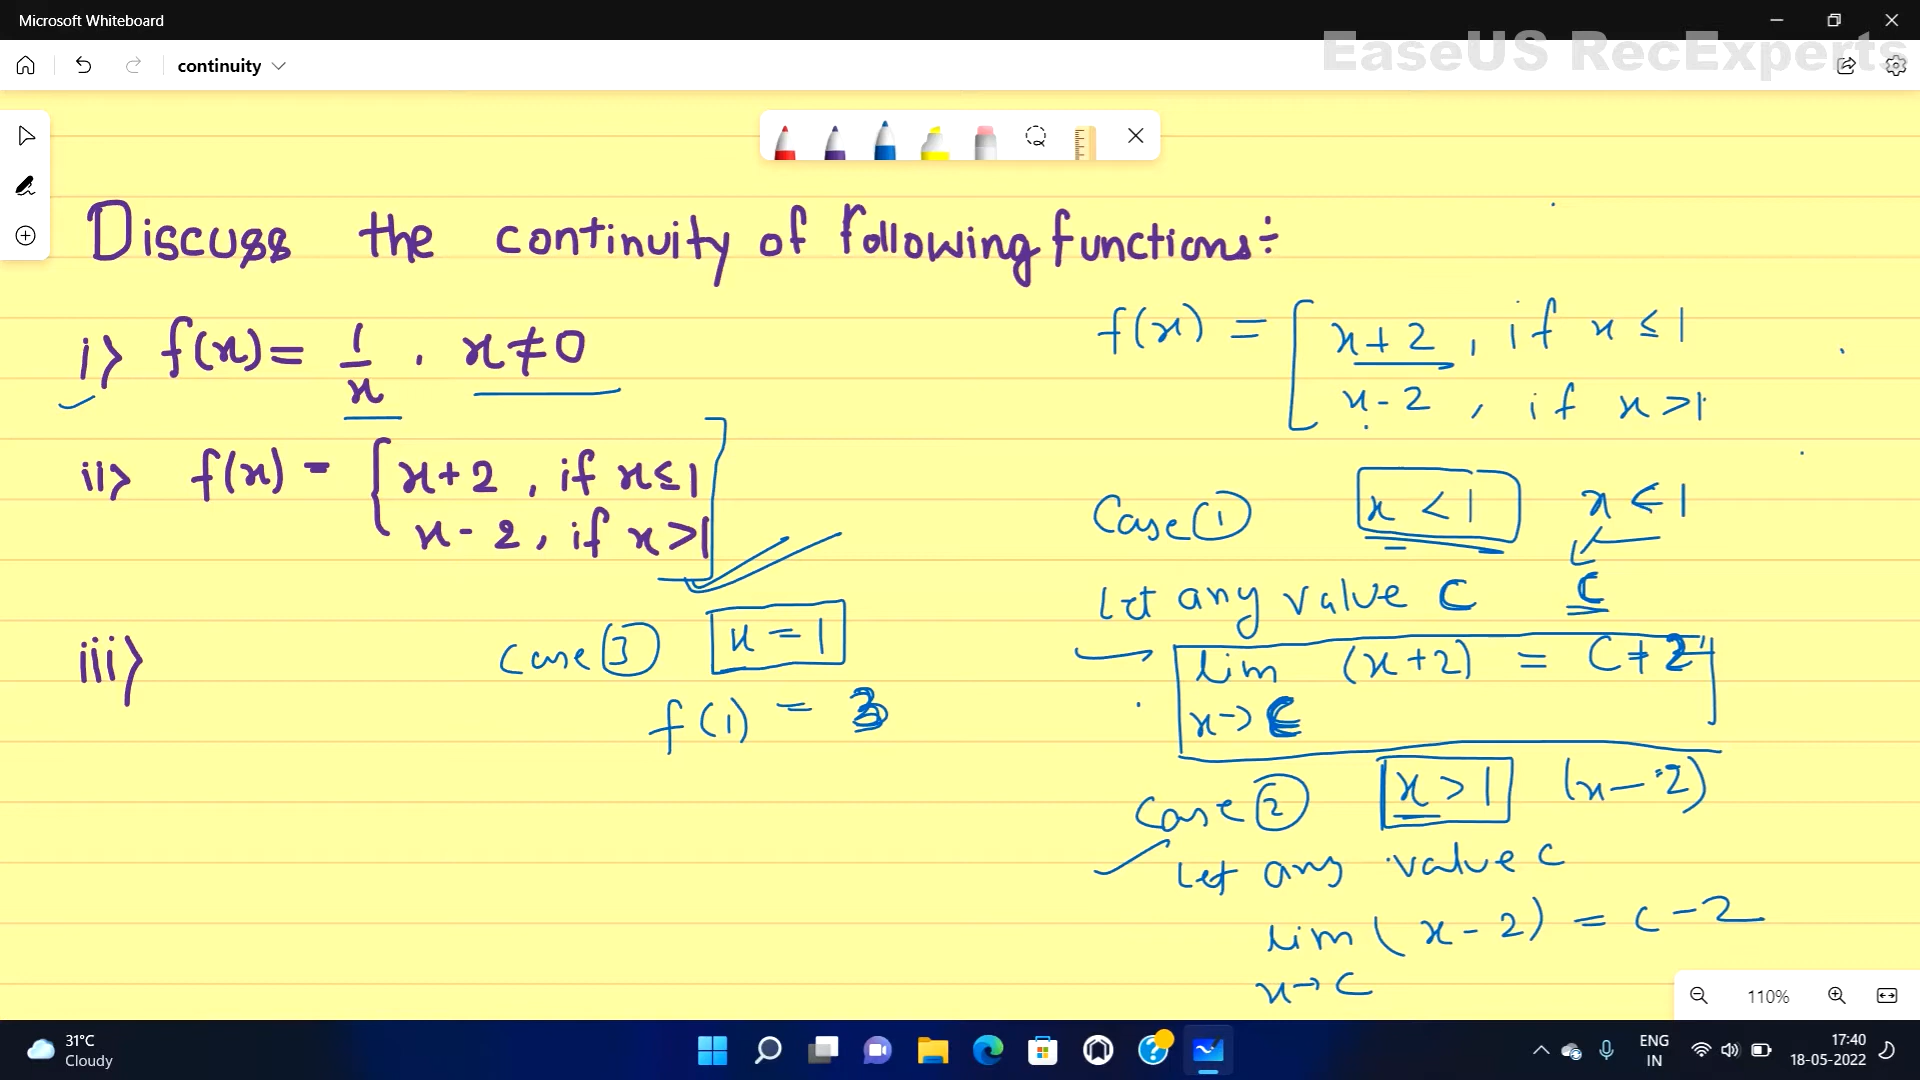 Microsoft Whiteboard
EaseUS RecExperts
continuity
Discuss the continuity of following functions:
i) f(x) = 1/x , x≠0
ii) f(x) = { x+2 , if x≤1
x-2 , if x>1
iii)
Case 3 x = 1
f(1) = 3
f(x) = [ x+2 , if x≤1
x-2 , if x>1
Case 1 x < 1 x < 1
Let any value C C
lim (x+2) = C+2
x→C
Case 2 x > 1 (x-2)
Let any value C
lim (x-2) = C-2
x→C
110%
31°C
Cloudy
ENG
IN
17:40
18-05-2022